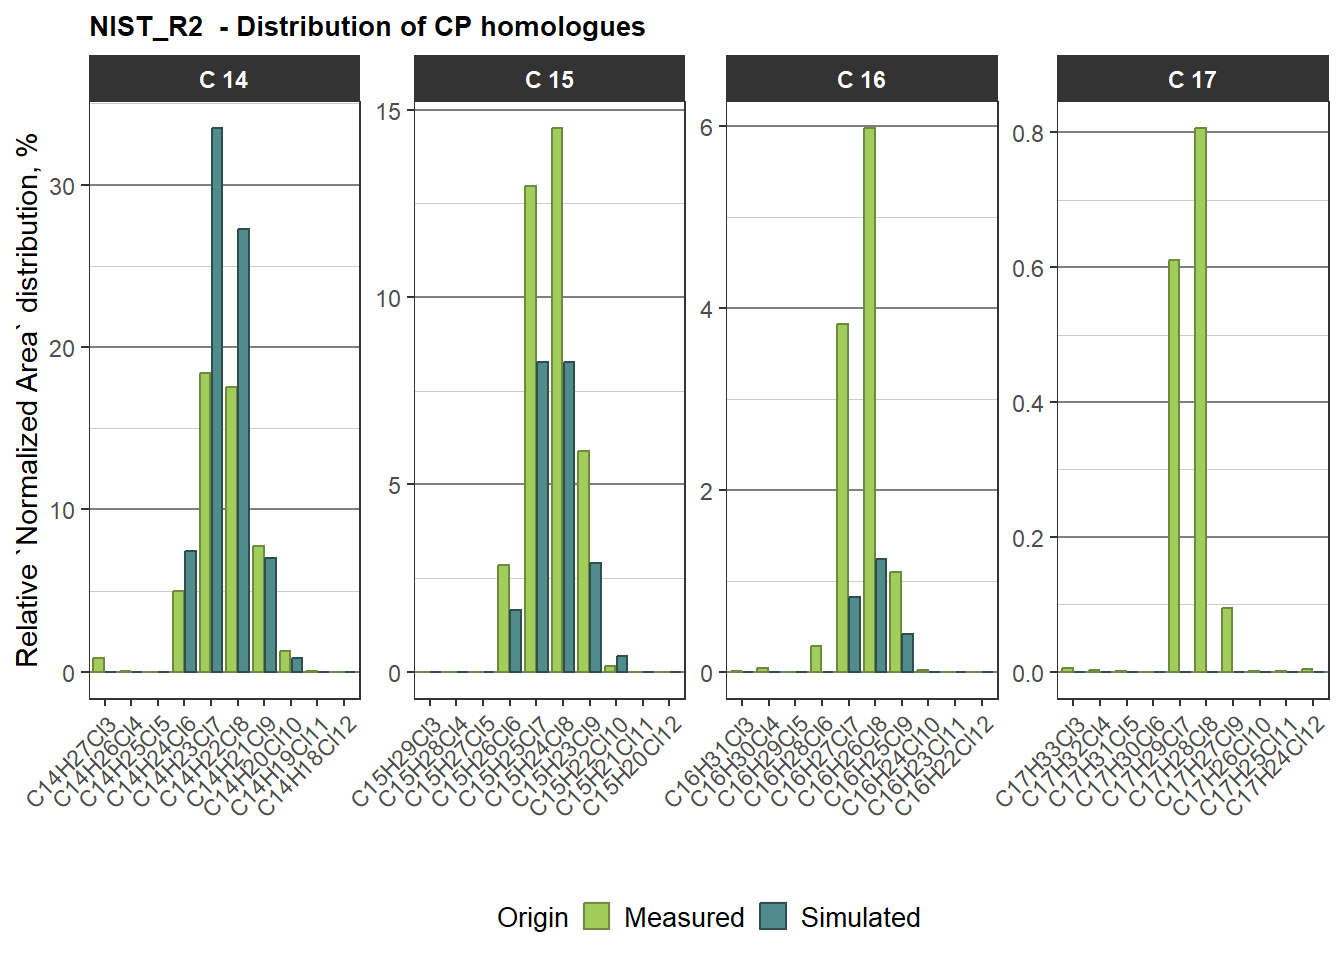 NIST_R2  - Distribution of CP homologues
C 14
C 15
C 16
C 17
Relative `Normalized Area` distribution, %
30
20
10
0
15
10
5
0
6
4
2
0
0.8
0.6
0.4
0.2
0.0
C14H27Cl3
C14H26Cl4
C14H25Cl5
C14H24Cl6
C14H23Cl7
C14H22Cl8
C14H21Cl9
C14H20Cl10
C14H19Cl11
C14H18Cl12
C15H29Cl3
C15H28Cl4
C15H27Cl5
C15H26Cl6
C15H25Cl7
C15H24Cl8
C15H23Cl9
C15H22Cl10
C15H21Cl11
C15H20Cl12
C16H31Cl3
C16H30Cl4
C16H29Cl5
C16H28Cl6
C16H27Cl7
C16H26Cl8
C16H25Cl9
C16H24Cl10
C16H23Cl11
C16H22Cl12
C17H33Cl3
C17H32Cl4
C17H31Cl5
C17H30Cl6
C17H29Cl7
C17H28Cl8
C17H27Cl9
C17H26Cl10
C17H25Cl11
C17H24Cl12
Origin Measured Simulated